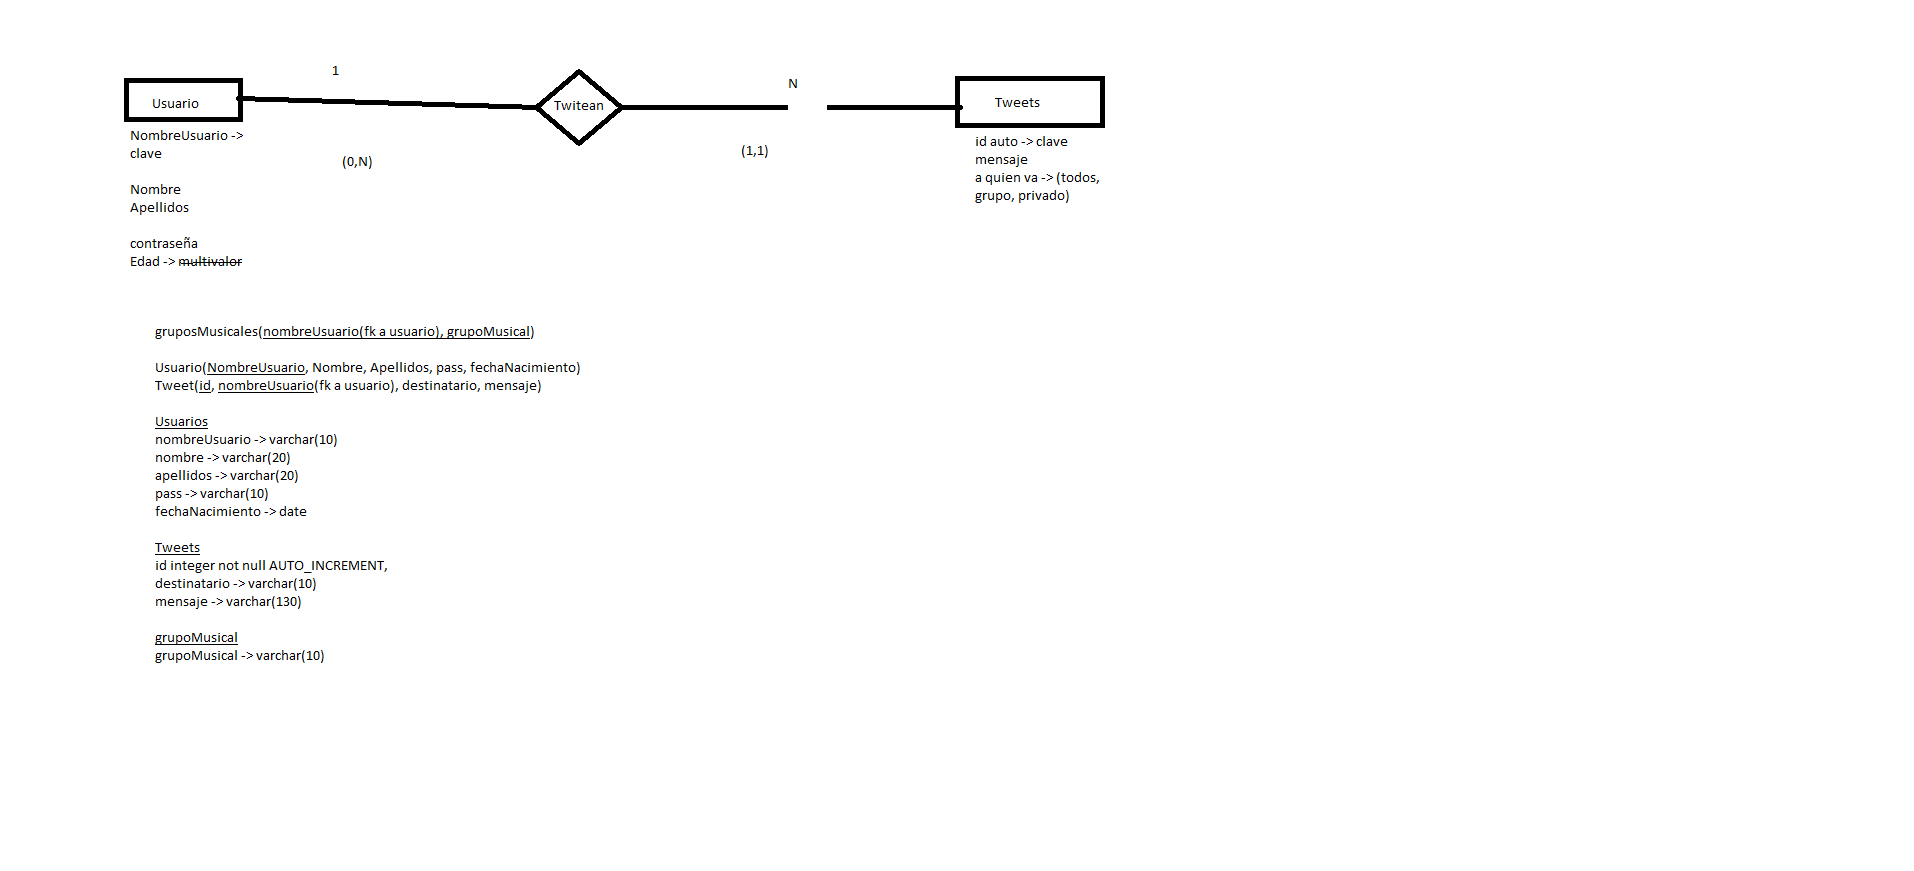 1
N
Usuario
Twitean
Tweets
NombreUsuario ->
clave
(0,N)
(1,1)
id auto -> clave
mensaje
a quien va -> (todos,
grupo, privado)
Nombre
Apellidos
contraseña
Edad -> multivalor
gruposMusicales(nombreUsuario(fk a usuario), grupoMusical)
Usuario(NombreUsuario, Nombre, Apellidos, pass, fechaNacimiento)
Tweet(id, nombreUsuario(fk a usuario), destinatario, mensaje)
Usuarios
nombreUsuario -> varchar(10)
nombre -> varchar(20)
apellidos -> varchar(20)
pass -> varchar(10)
fechaNacimiento -> date
Tweets
id integer not null AUTO_INCREMENT,
destinatario -> varchar(10)
mensaje -> varchar(130)
grupoMusical
grupoMusical -> varchar(10)